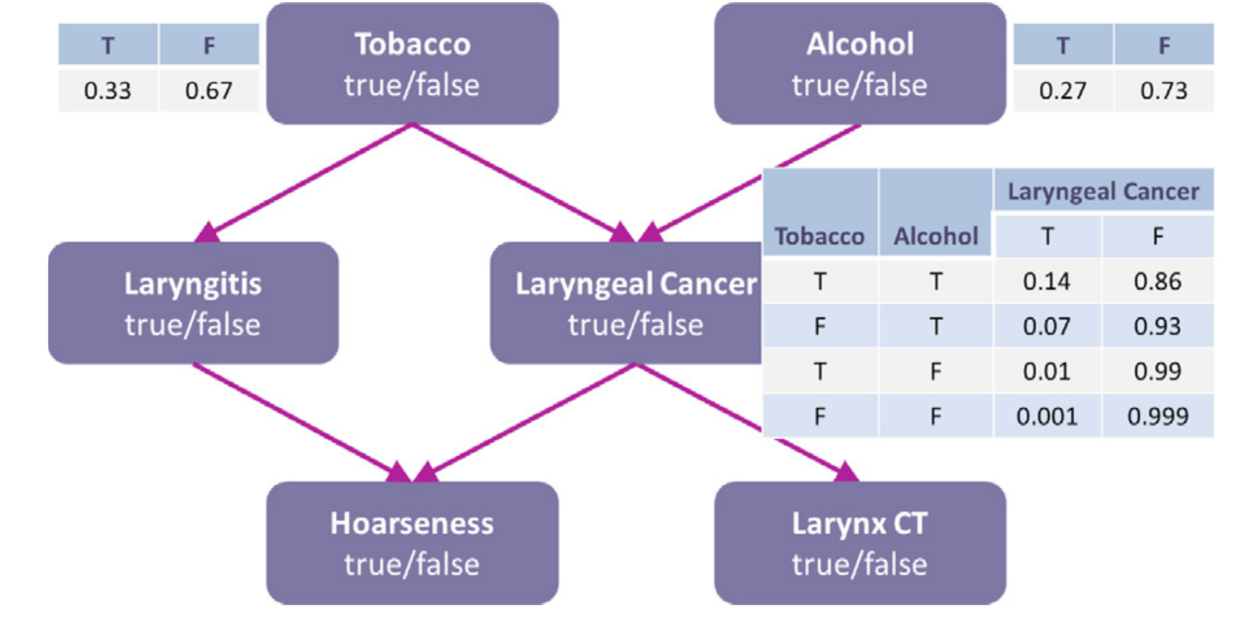 T F
0.33 0.67
Tobacco
true/false
Alcohol
true/false
T F
0.27 0.73
Laryngitis
true/false
Laryngeal Cancer
true/false
Laryngeal Cancer
Tobacco Alcohol T F
T T 0.14 0.86
F T 0.07 0.93
T F 0.01 0.99
F F 0.001 0.999
Hoarseness
true/false
Larynx CT
true/false